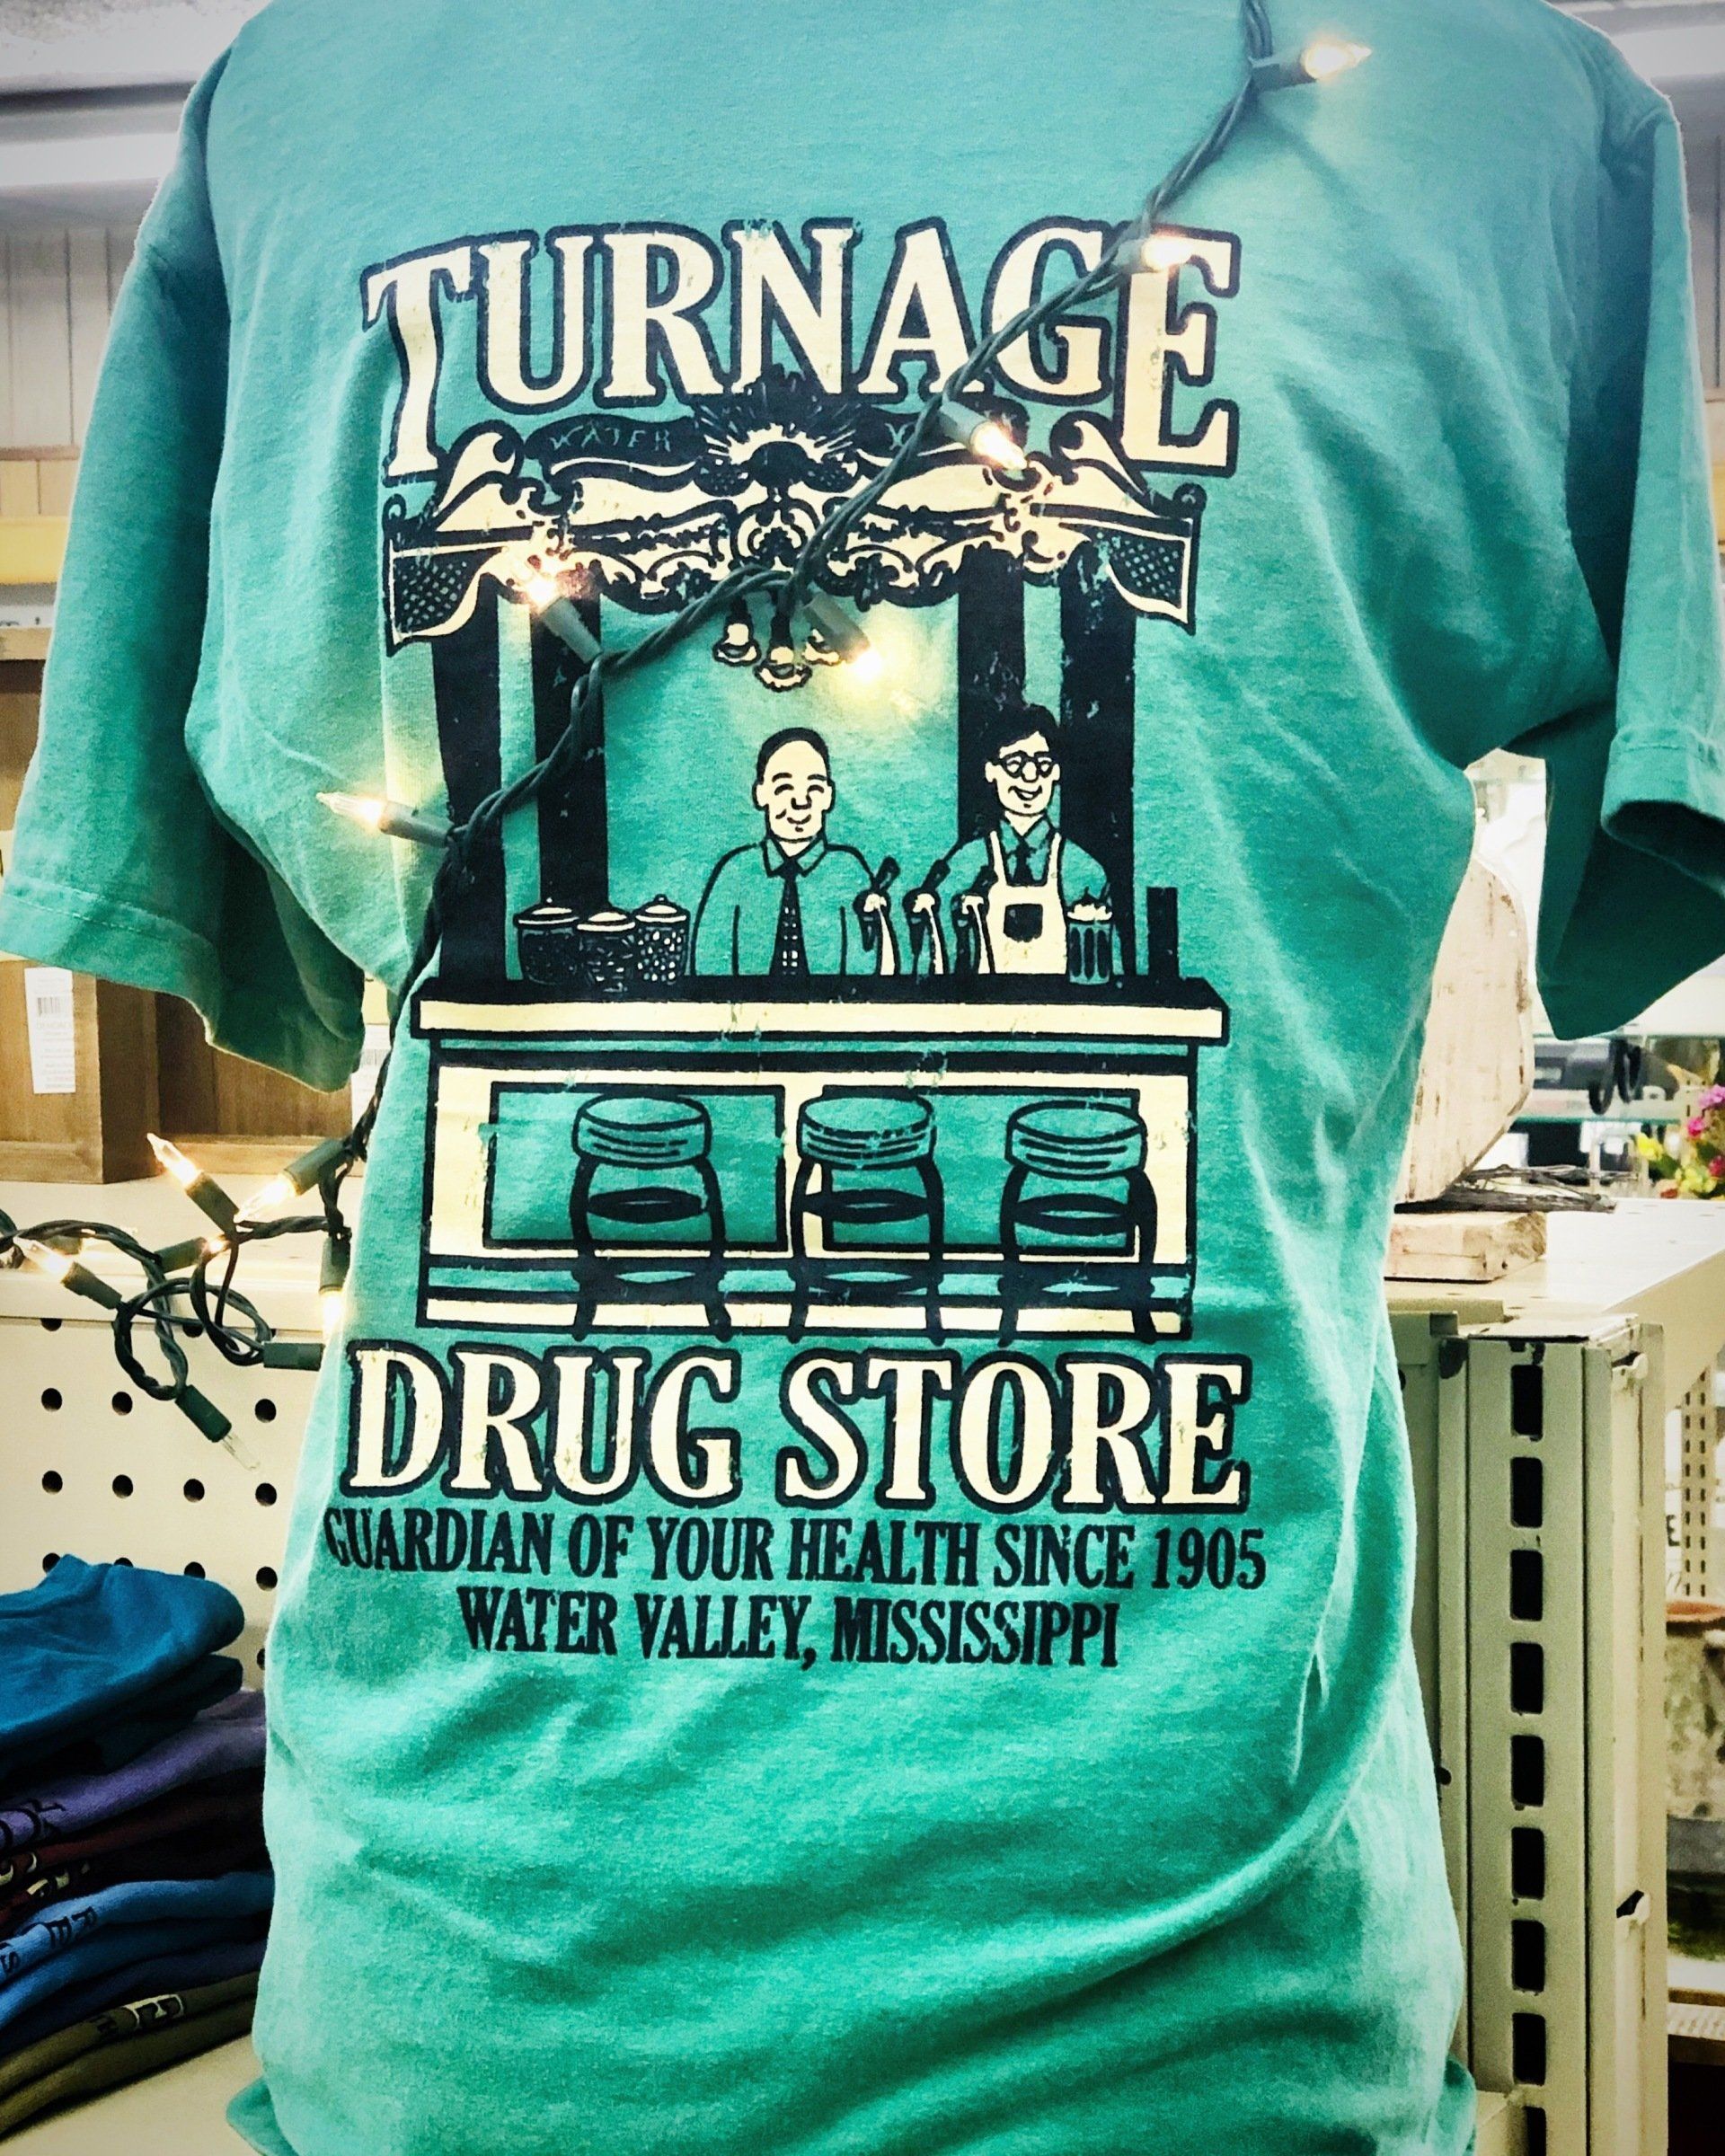 TURNAGE
WATER
DRUG STORE
GUARDIAN OF YOUR HEALTH SINCE 1905
WATER VALLEY, MISSISSIPPI